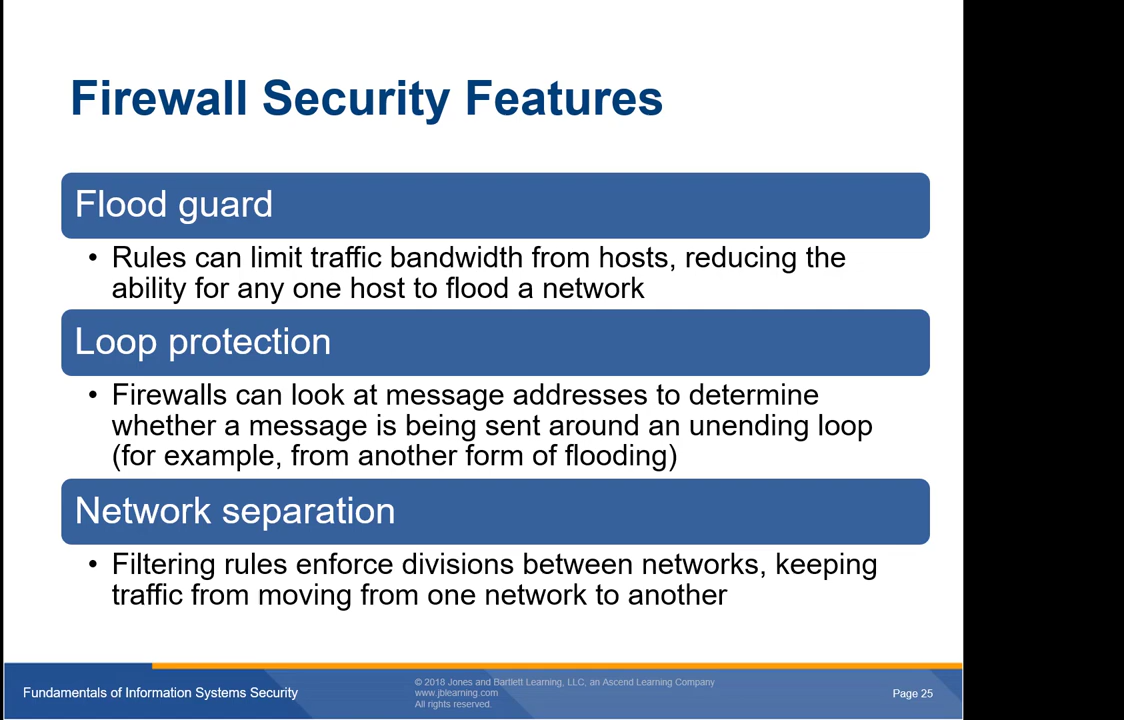 Firewall Security Features
Flood guard
• Rules can limit traffic bandwidth from hosts, reducing the
ability for any one host to flood a network
Loop protection
• Firewalls can look at message addresses to determine
whether a message is being sent around an unending loop
(for example, from another form of flooding)
Network separation
• Filtering rules enforce divisions between networks, keeping
traffic from moving from one network to another
Fundamentals of Information Systems Security
© 2018 Jones and Bartlett Learning, LLC, an Ascend Learning Company
www.jblearning.com
All rights reserved.
Page 25